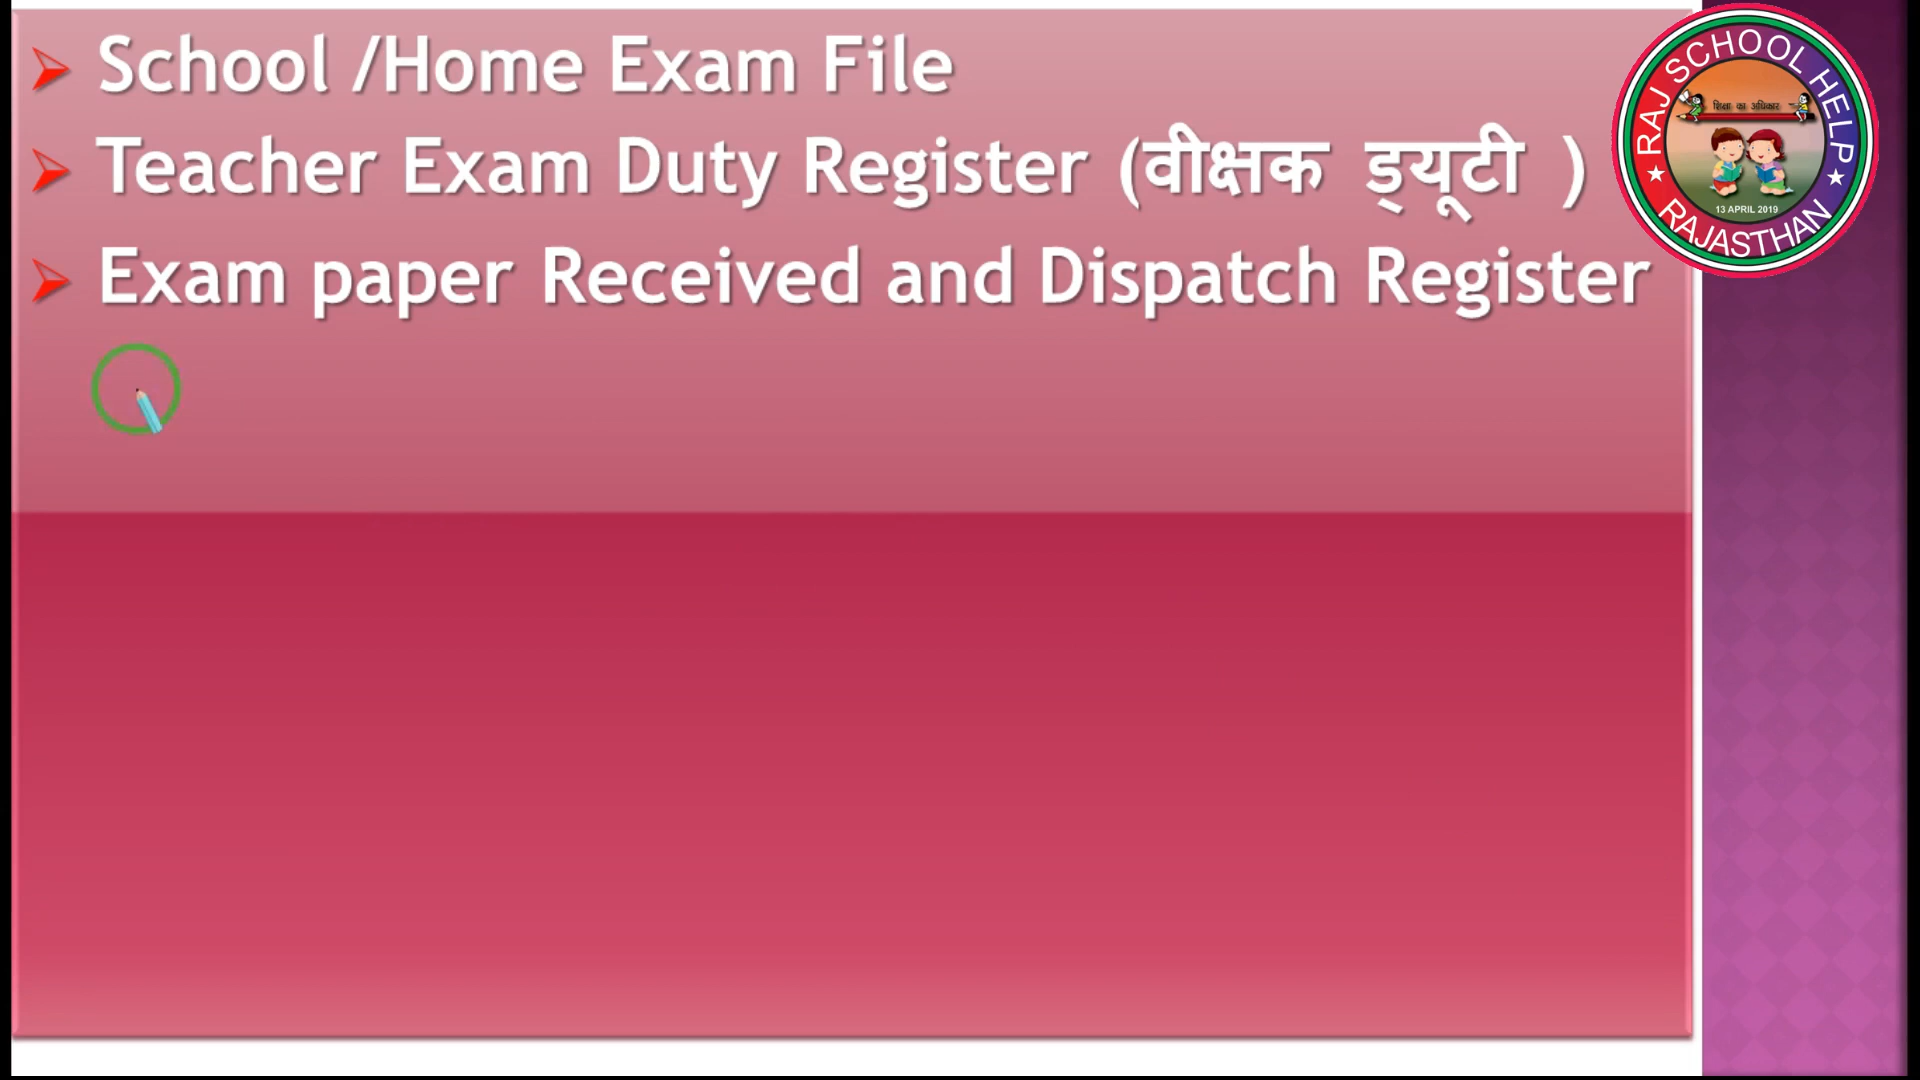 School /Home Exam File
Teacher Exam Duty Register (वीक्षक ड्यूटी )
Exam paper Received and Dispatch Register
RAJ SCHOOL HELP
शिक्षा का अधिकार
13 APRIL 2019
RAJASTHAN